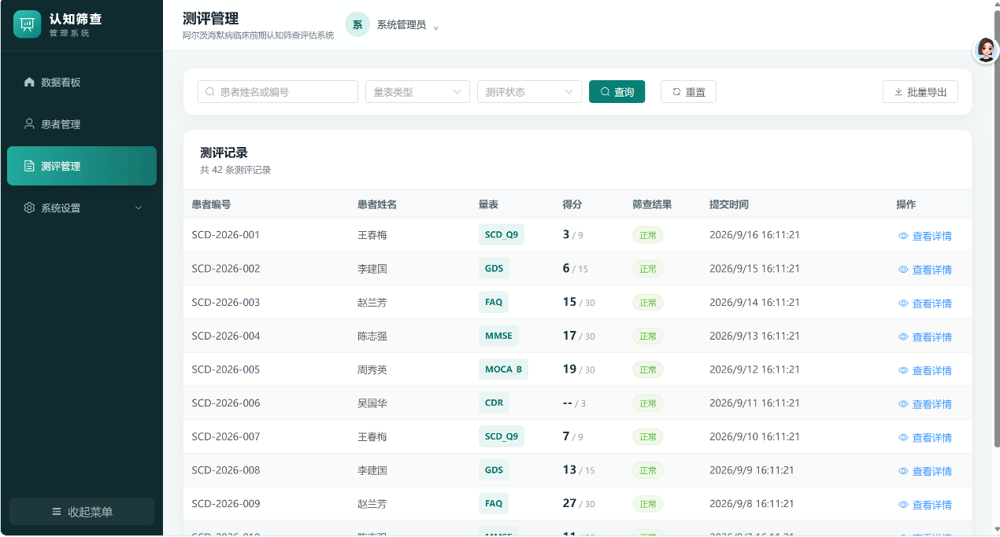 认知筛查
管理系统
数据看板
患者管理
测评管理
系统设置
收起菜单
测评管理
阿尔茨海默病临床前期认知筛查评估系统
系 系统管理员
患者姓名或编号 量表类型 测评状态 查询 重置 批量导出
测评记录
共 42 条测评记录
患者编号 患者姓名 量表 得分 筛查结果 提交时间 操作
SCD-2026-001 王春梅 SCD_Q9 3 / 9 正常 2026/9/16 16:11:21 查看详情
SCD-2026-002 李建国 GDS 6 / 15 正常 2026/9/15 16:11:21 查看详情
SCD-2026-003 赵兰芳 FAQ 15 / 30 正常 2026/9/14 16:11:21 查看详情
SCD-2026-004 陈志强 MMSE 17 / 30 正常 2026/9/13 16:11:21 查看详情
SCD-2026-005 周秀英 MOCA_B 19 / 30 正常 2026/9/12 16:11:21 查看详情
SCD-2026-006 吴国华 CDR -- / 3 正常 2026/9/11 16:11:21 查看详情
SCD-2026-007 王春梅 SCD_Q9 7 / 9 正常 2026/9/10 16:11:21 查看详情
SCD-2026-008 李建国 GDS 13 / 15 正常 2026/9/9 16:11:21 查看详情
SCD-2026-009 赵兰芳 FAQ 27 / 30 正常 2026/9/8 16:11:21 查看详情